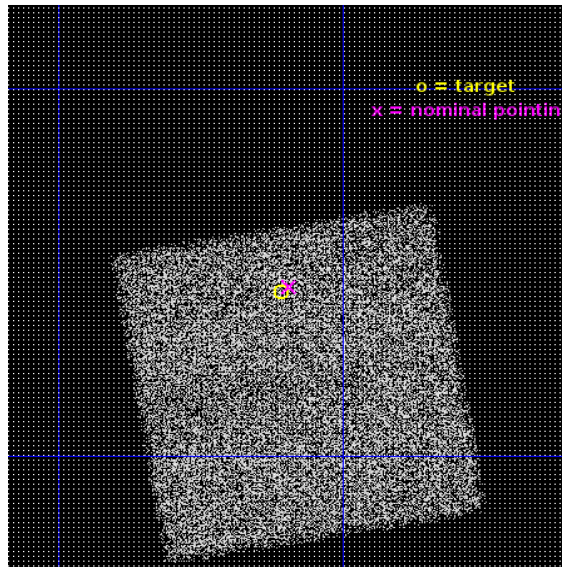 o = target
x = nominal pointin